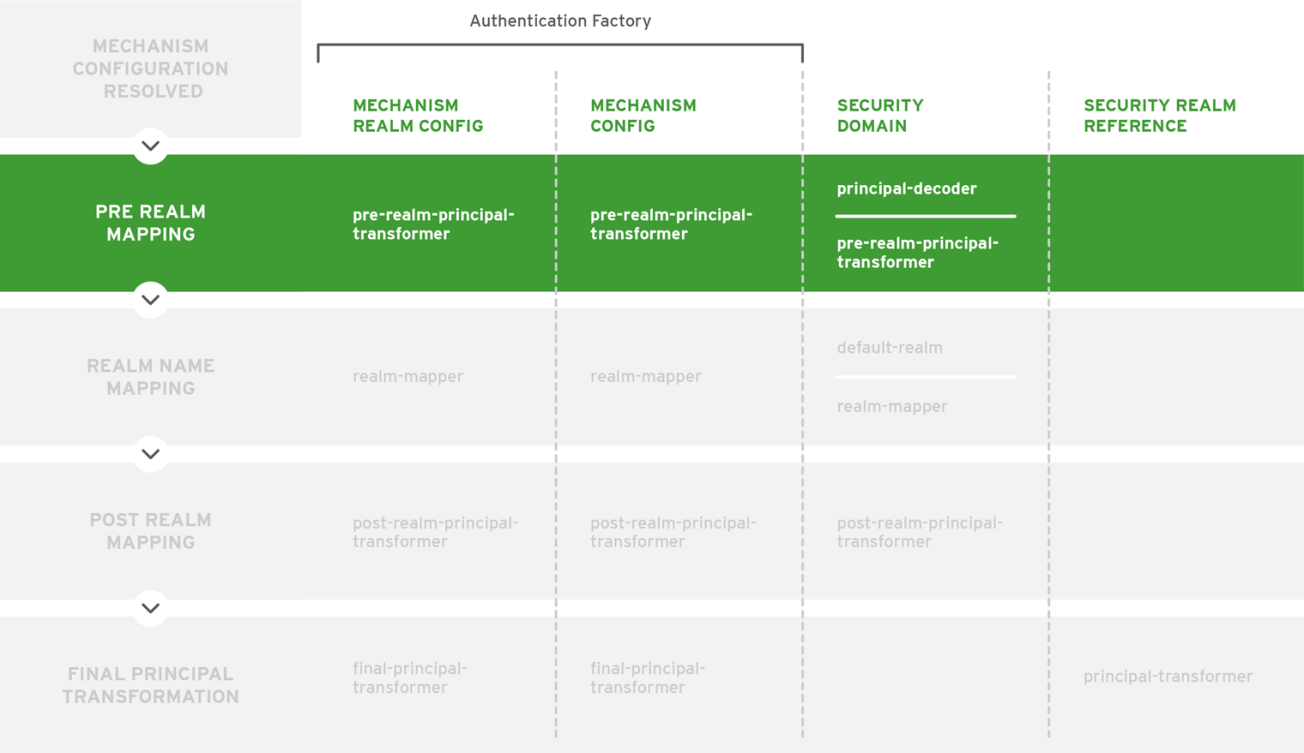 Authentication Factory
MECHANISM
CONFIGURATION
RESOLVED
MECHANISM
REALM CONFIG
MECHANISM
CONFIG
SECURITY
DOMAIN
SECURITY REALM
REFERENCE
PRE REALM
MAPPING
pre-realm-principal-
transformer
pre-realm-principal-
transformer
principal-decoder
pre-realm-principal-
transformer
REALM NAME
MAPPING
realm-mapper
realm-mapper
default-realm
realm-mapper
POST REALM
MAPPING
post-realm-principal-
transformer
post-realm-principal-
transformer
post-realm-principal-
transformer
FINAL PRINCIPAL
TRANSFORMATION
final-principal-
transformer
final-principal-
transformer
principal-transformer